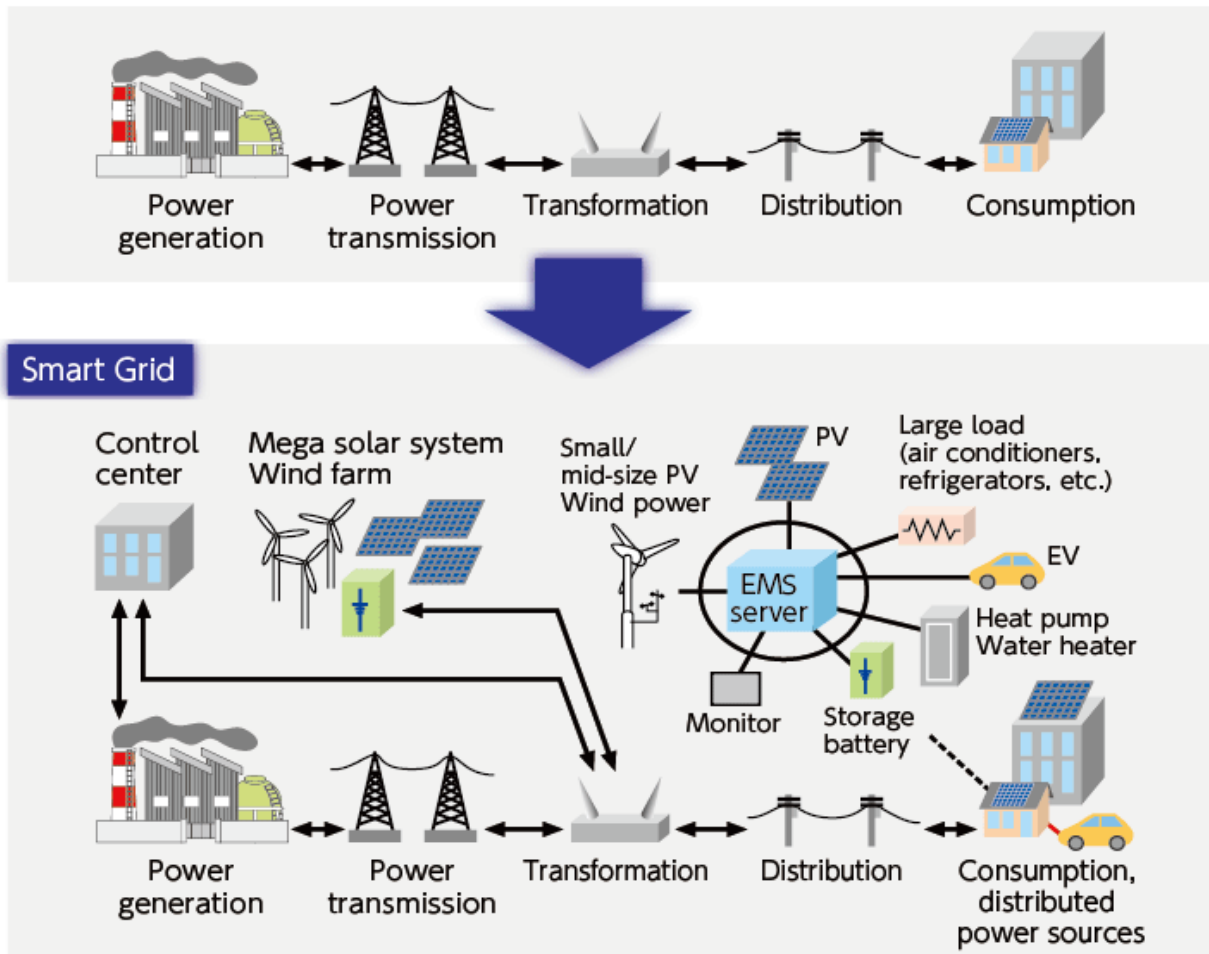 Power
generation
Power
transmission
Transformation
Distribution
Consumption
Smart Grid
Control
center
Mega solar system
Wind farm
Small/
mid-size PV
Wind power
PV
Large load
(air conditioners,
refrigerators, etc.)
EMS
server
EV
Heat pump
Water heater
Monitor
Storage
battery
Power
generation
Power
transmission
Transformation
Distribution
Consumption,
distributed
power sources